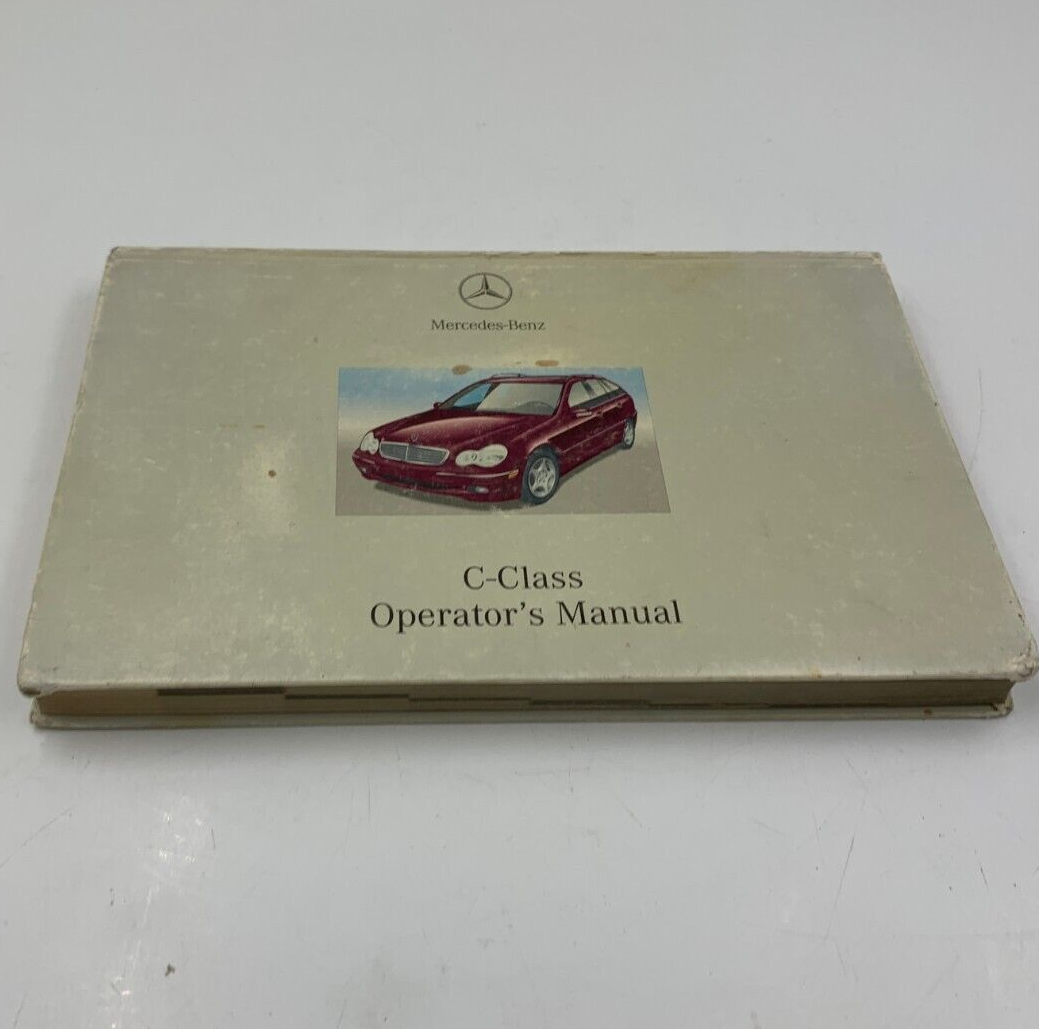 Mercedes-Benz
C-Class
Operator's Manual